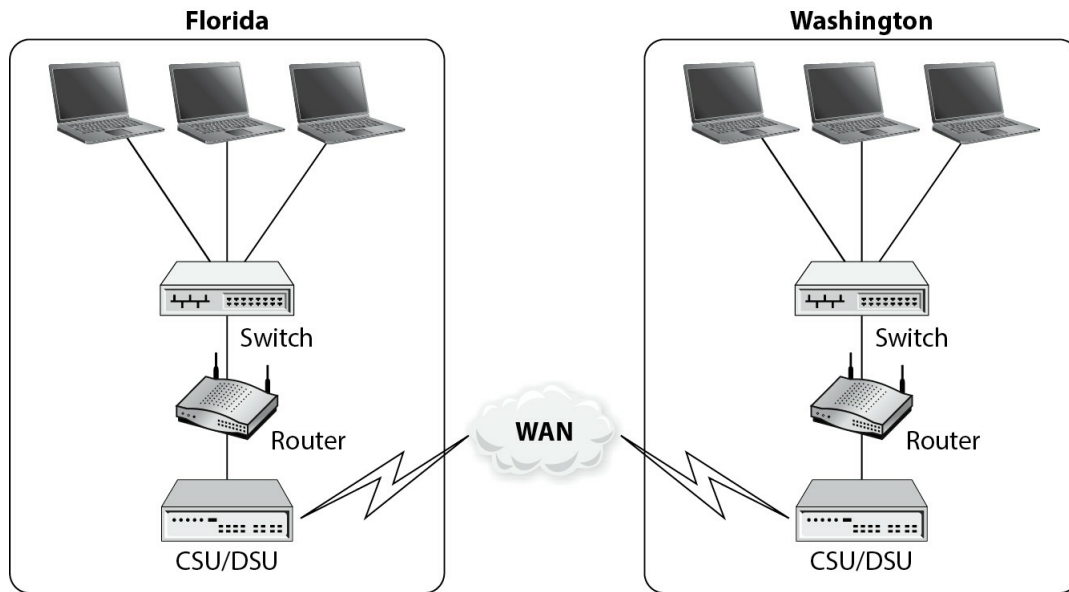 Florida
Washington
Switch
Switch
Router
Router
WAN
CSU/DSU
CSU/DSU